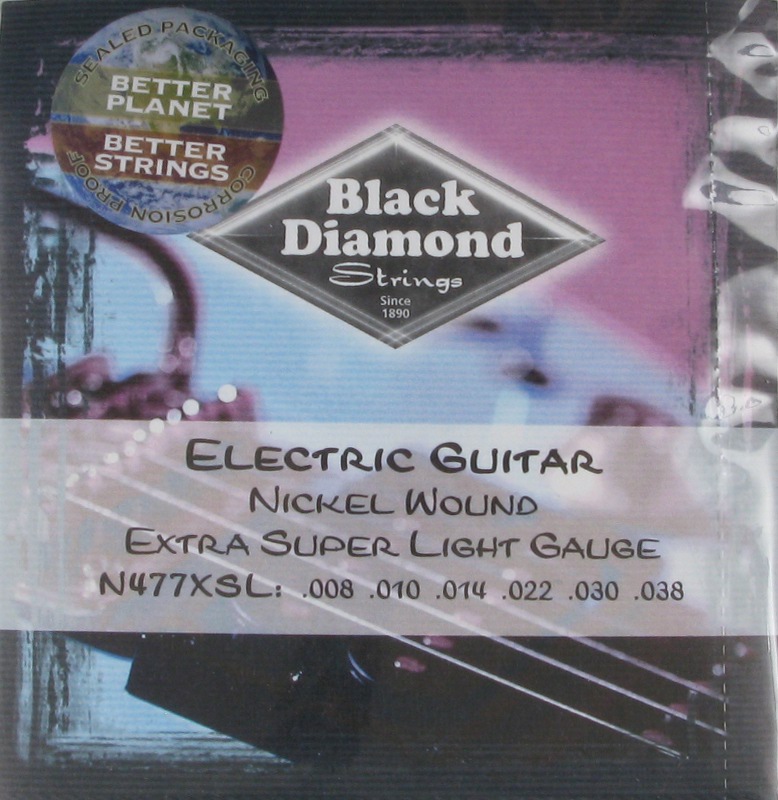 SEALED PACKAGING
BETTER
PLANET
BETTER
STRINGS
CORROSION PROOF
Black
Diamond
Strings
Since
1890
ELECTRIC GUITAR
NICKEL WOUND
EXTRA SUPER LIGHT GAUGE
N477XSL: .008 .010 .014 .022 .030 .038